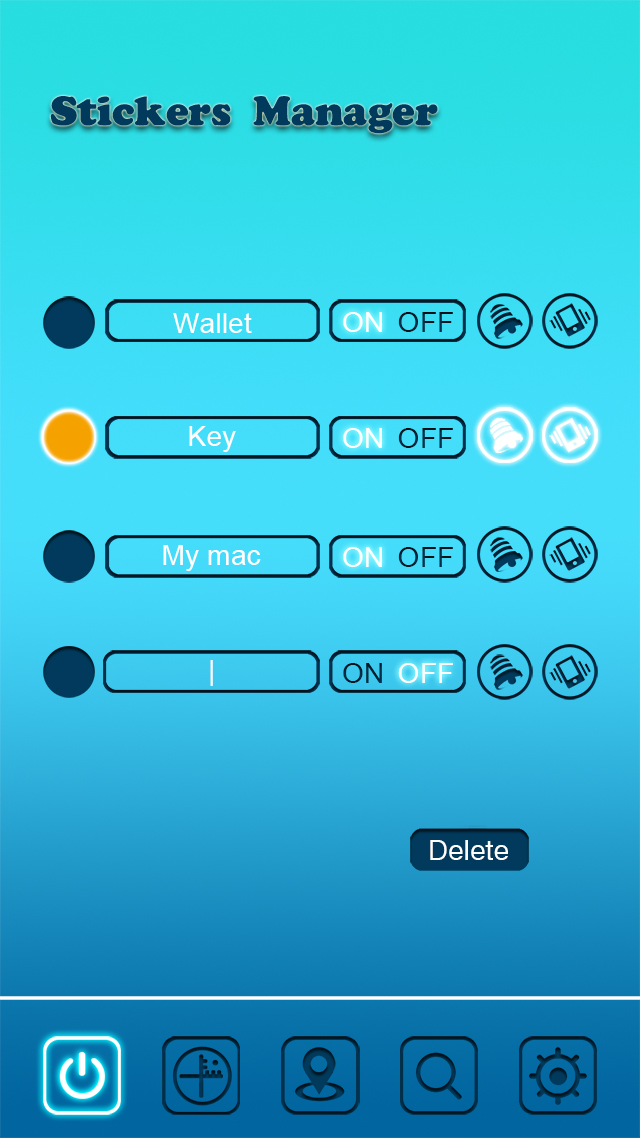 Stickers Manager
Wallet ON OFF
Key ON OFF
My mac ON OFF
ON OFF
Delete